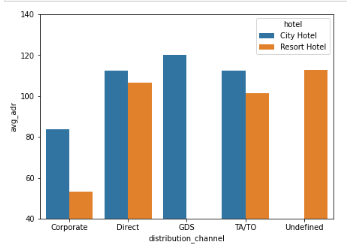 140
120
100
80
60
40
avg_adr
hotel
City Hotel
Resort Hotel
Corporate
Direct
GDS
TA/TO
Undefined
distribution_channel